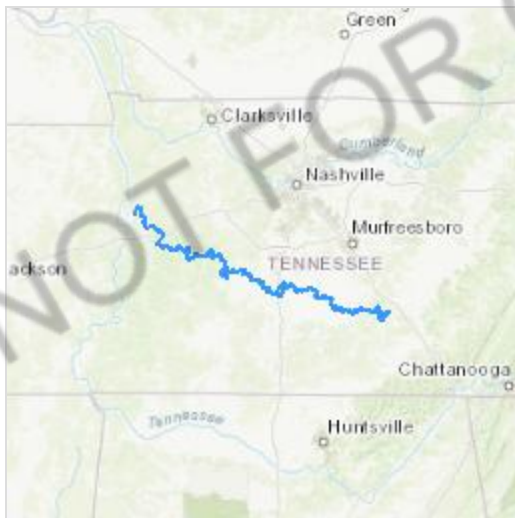 Green
Clarksville
Cumberland
Nashville
Murfreesboro
ackson
TENNESSEE
Chattanooga
Tennessee
Huntsville
NOT FOR